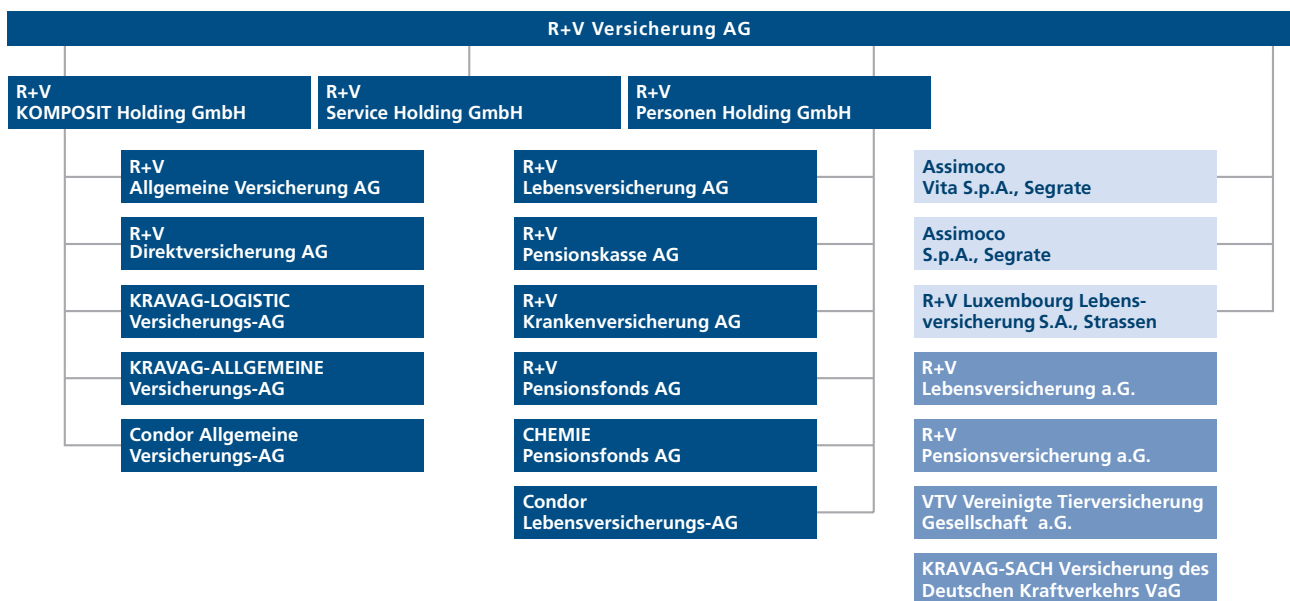 R+V Versicherung AG
R+V
KOMPOSIT Holding GmbH
R+V
Service Holding GmbH
R+V
Personen Holding GmbH
R+V
Allgemeine Versicherung AG
R+V
Direktversicherung AG
KRAVAG-LOGISTIC
Versicherungs-AG
KRAVAG-ALLGEMEINE
Versicherungs-AG
Condor Allgemeine
Versicherungs-AG
R+V
Lebensversicherung AG
R+V
Pensionskasse AG
R+V
Krankenversicherung AG
R+V
Pensionsfonds AG
CHEMIE
Pensionsfonds AG
Condor
Lebensversicherungs-AG
Assimoco
Vita S.p.A., Segrate
Assimoco
S.p.A., Segrate
R+V Luxembourg Lebens-
versicherung S.A., Strassen
R+V
Lebensversicherung a.G.
R+V
Pensionsversicherung a.G.
VTV Vereinigte Tierversicherung
Gesellschaft a.G.
KRAVAG-SACH Versicherung des
Deutschen Kraftverkehrs VaG